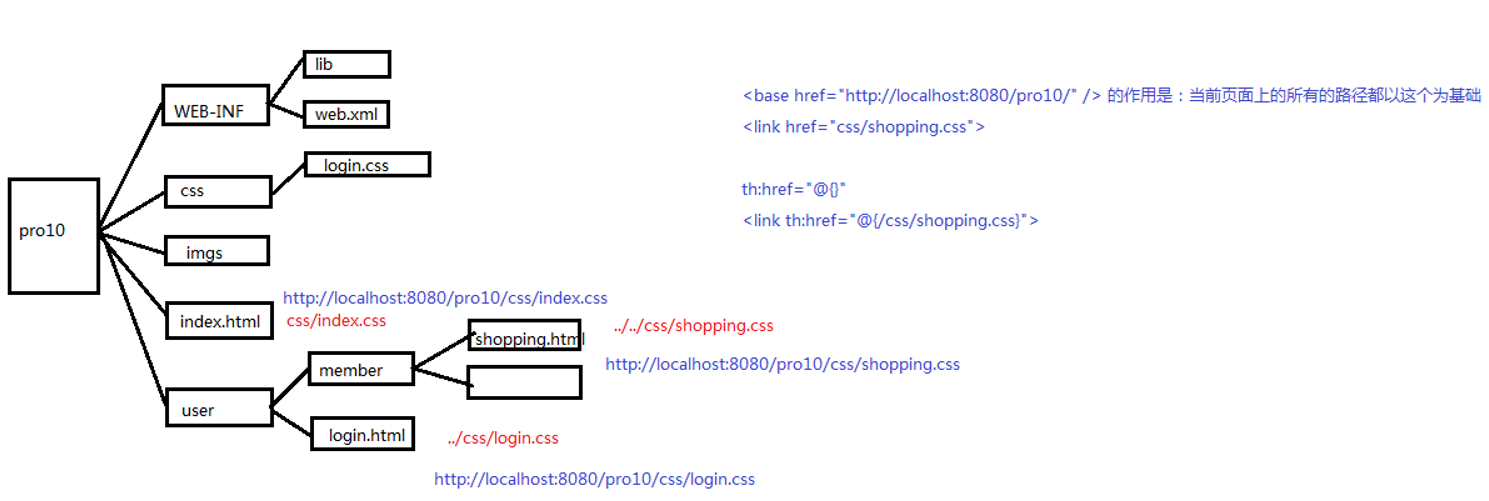 lib
WEB-INF
web.xml
login.css
css
pro10
imgs
http://localhost:8080/pro10/css/index.css
index.html
css/index.css
shopping.html
../../css/shopping.css
member
http://localhost:8080/pro10/css/shopping.css
user
login.html
../css/login.css
http://localhost:8080/pro10/css/login.css
<base href="http://localhost:8080/pro10/" /> 的作用是：当前页面上的所有的路径都以这个为基础
<link href="css/shopping.css">
th:href="@{}"
<link th:href="@{/css/shopping.css}">